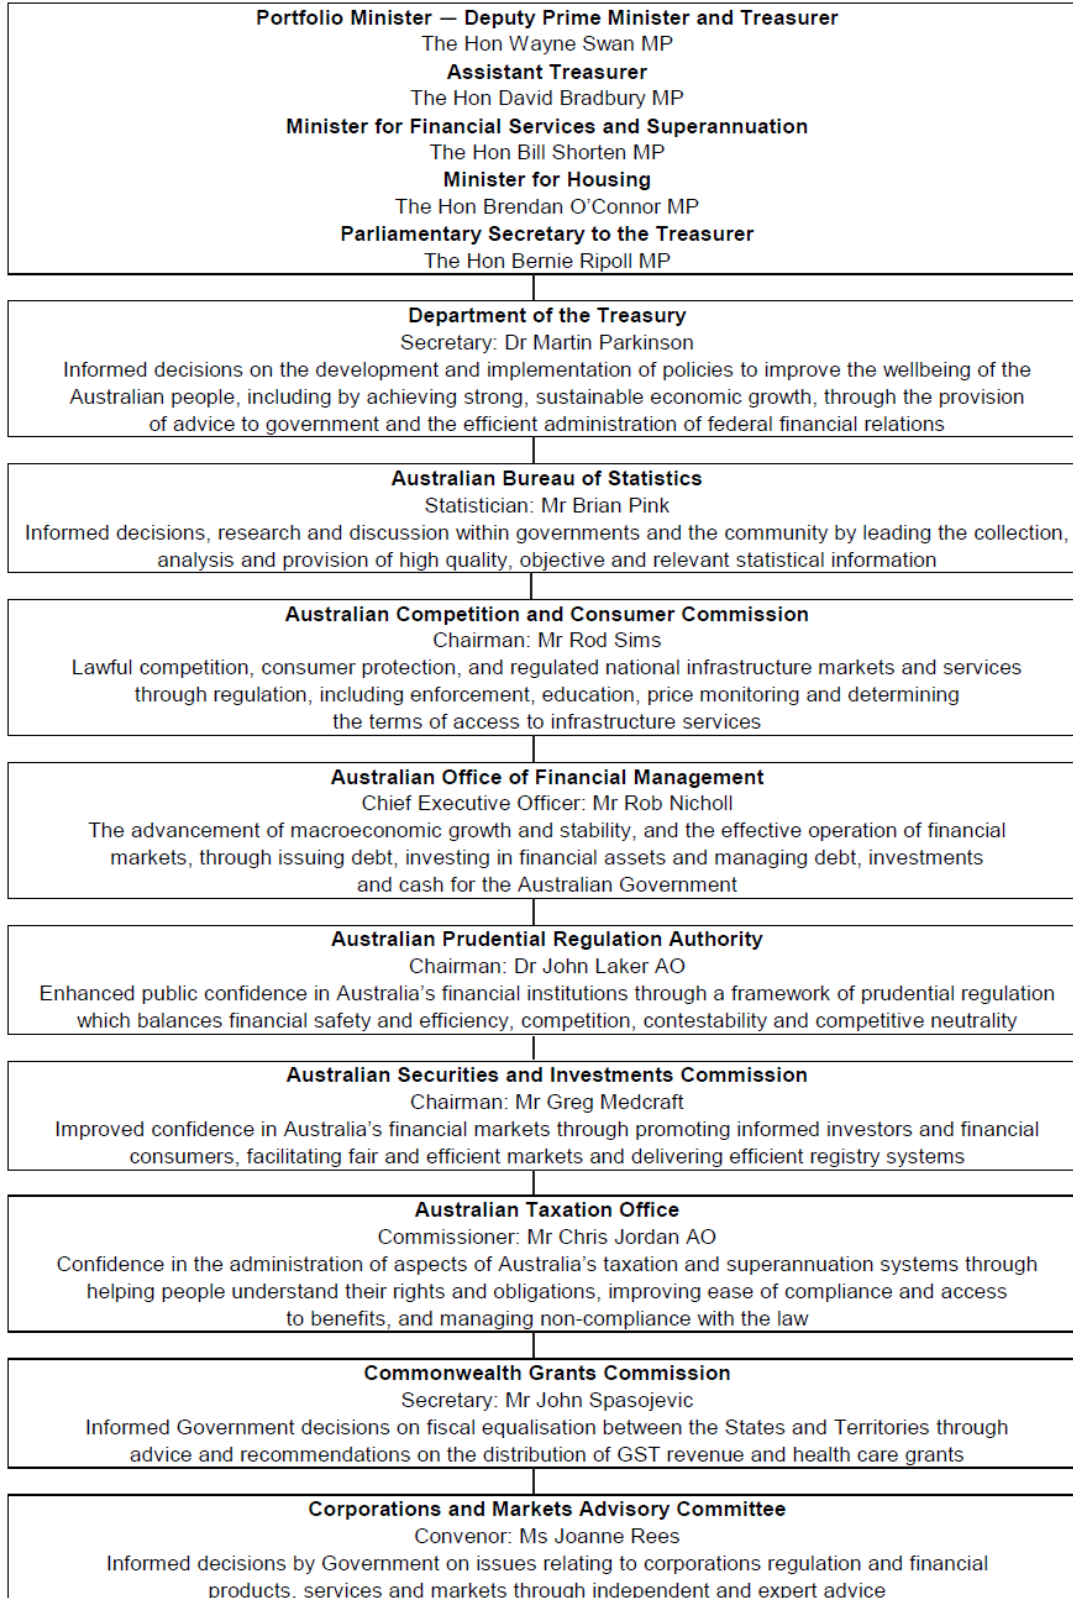 Portfolio Minister — Deputy Prime Minister and Treasurer
The Hon Wayne Swan MP
Assistant Treasurer
The Hon David Bradbury MP
Minister for Financial Services and Superannuation
The Hon Bill Shorten MP
Minister for Housing
The Hon Brendan O’Connor MP
Parliamentary Secretary to the Treasurer
The Hon Bernie Ripoll MP
Department of the Treasury
Secretary: Dr Martin Parkinson
Informed decisions on the development and implementation of policies to improve the wellbeing of the
Australian people, including by achieving strong, sustainable economic growth, through the provision
of advice to government and the efficient administration of federal financial relations
Australian Bureau of Statistics
Statistician: Mr Brian Pink
Informed decisions, research and discussion within governments and the community by leading the collection,
analysis and provision of high quality, objective and relevant statistical information
Australian Competition and Consumer Commission
Chairman: Mr Rod Sims
Lawful competition, consumer protection, and regulated national infrastructure markets and services
through regulation, including enforcement, education, price monitoring and determining
the terms of access to infrastructure services
Australian Office of Financial Management
Chief Executive Officer: Mr Rob Nicholl
The advancement of macroeconomic growth and stability, and the effective operation of financial
markets, through issuing debt, investing in financial assets and managing debt, investments
and cash for the Australian Government
Australian Prudential Regulation Authority
Chairman: Dr John Laker AO
Enhanced public confidence in Australia’s financial institutions through a framework of prudential regulation
which balances financial safety and efficiency, competition, contestability and competitive neutrality
Australian Securities and Investments Commission
Chairman: Mr Greg Medcraft
Improved confidence in Australia’s financial markets through promoting informed investors and financial
consumers, facilitating fair and efficient markets and delivering efficient registry systems
Australian Taxation Office
Commissioner: Mr Chris Jordan AO
Confidence in the administration of aspects of Australia’s taxation and superannuation systems through
helping people understand their rights and obligations, improving ease of compliance and access
to benefits, and managing non-compliance with the law
Commonwealth Grants Commission
Secretary: Mr John Spasojevic
Informed Government decisions on fiscal equalisation between the States and Territories through
advice and recommendations on the distribution of GST revenue and health care grants
Corporations and Markets Advisory Committee
Convenor: Ms Joanne Rees
Informed decisions by Government on issues relating to corporations regulation and financial
products, services and markets through independent and expert advice